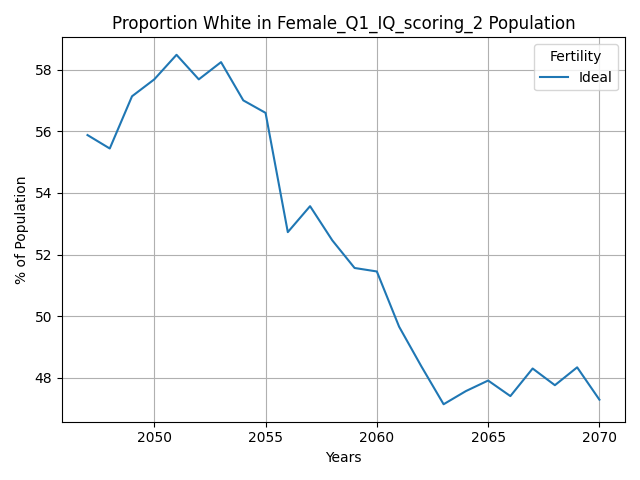 Proportion White in Female_Q1_IQ_scoring_2 Population
Fertility
Ideal
% of Population
58
56
54
52
50
48
2050
2055
2060
2065
2070
Years